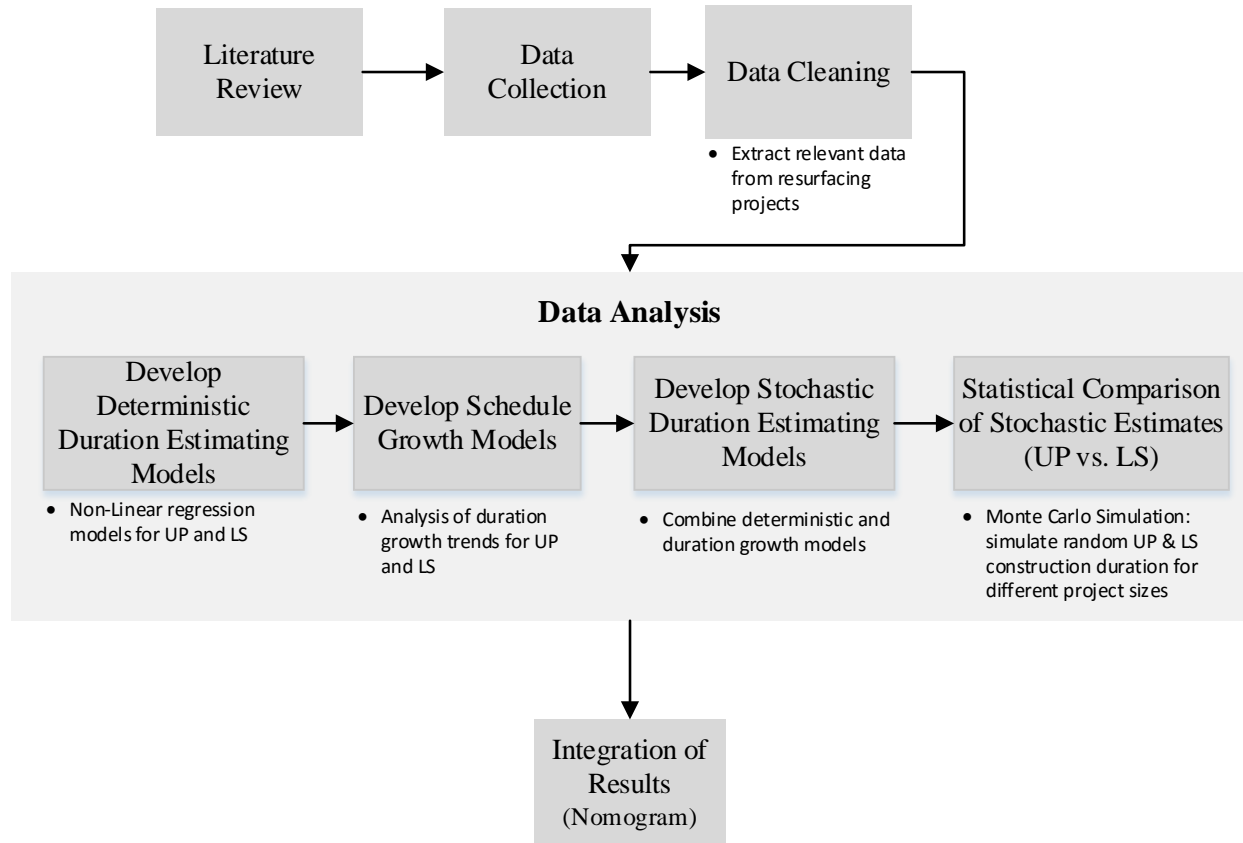 Literature
Review
Data
Collection
Data Cleaning
• Extract relevant data
from resurfacing
projects
Data Analysis
Develop
Deterministic
Duration Estimating
Models
• Non-Linear regression
models for UP and LS
Develop Schedule
Growth Models
• Analysis of duration
growth trends for UP
and LS
Develop Stochastic
Duration Estimating
Models
• Combine deterministic and
duration growth models
Statistical Comparison
of Stochastic Estimates
(UP vs. LS)
• Monte Carlo Simulation:
simulate random UP & LS
construction duration for
different project sizes
Integration of
Results
(Nomogram)